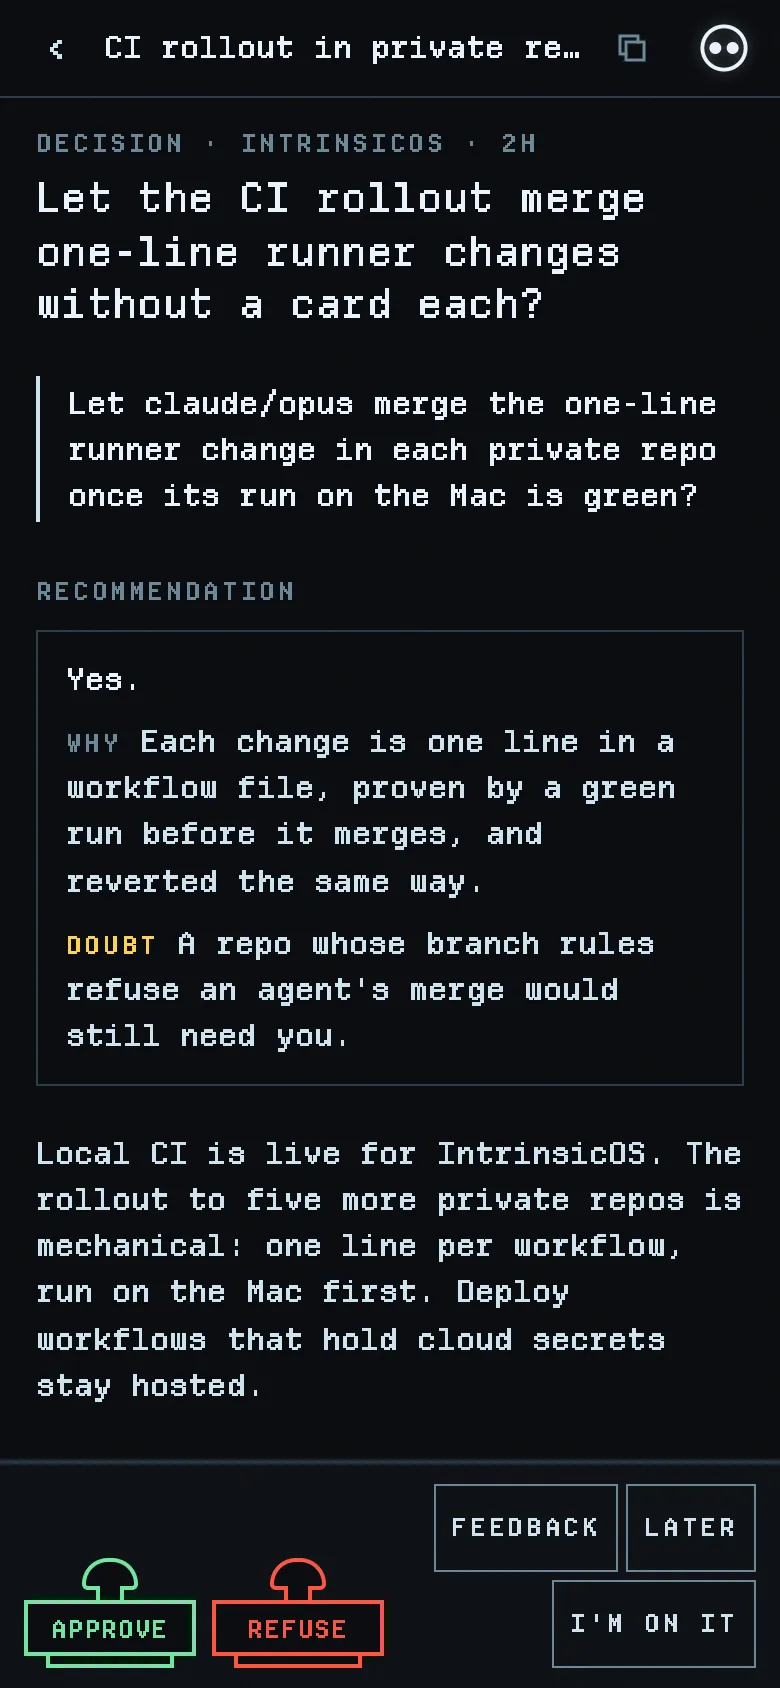 CI rollout in private re…
DECISION · INTRINSICOS · 2H
Let the CI rollout merge
one-line runner changes
without a card each?
Let claude/opus merge the one-line
runner change in each private repo
once its run on the Mac is green?
RECOMMENDATION
Yes.
WHY Each change is one line in a
workflow file, proven by a green
run before it merges, and
reverted the same way.
DOUBT A repo whose branch rules
refuse an agent's merge would
still need you.
Local CI is live for IntrinsicOS. The
rollout to five more private repos is
mechanical: one line per workflow,
run on the Mac first. Deploy
workflows that hold cloud secrets
stay hosted.
FEEDBACK LATER
APPROVE REFUSE I'M ON IT